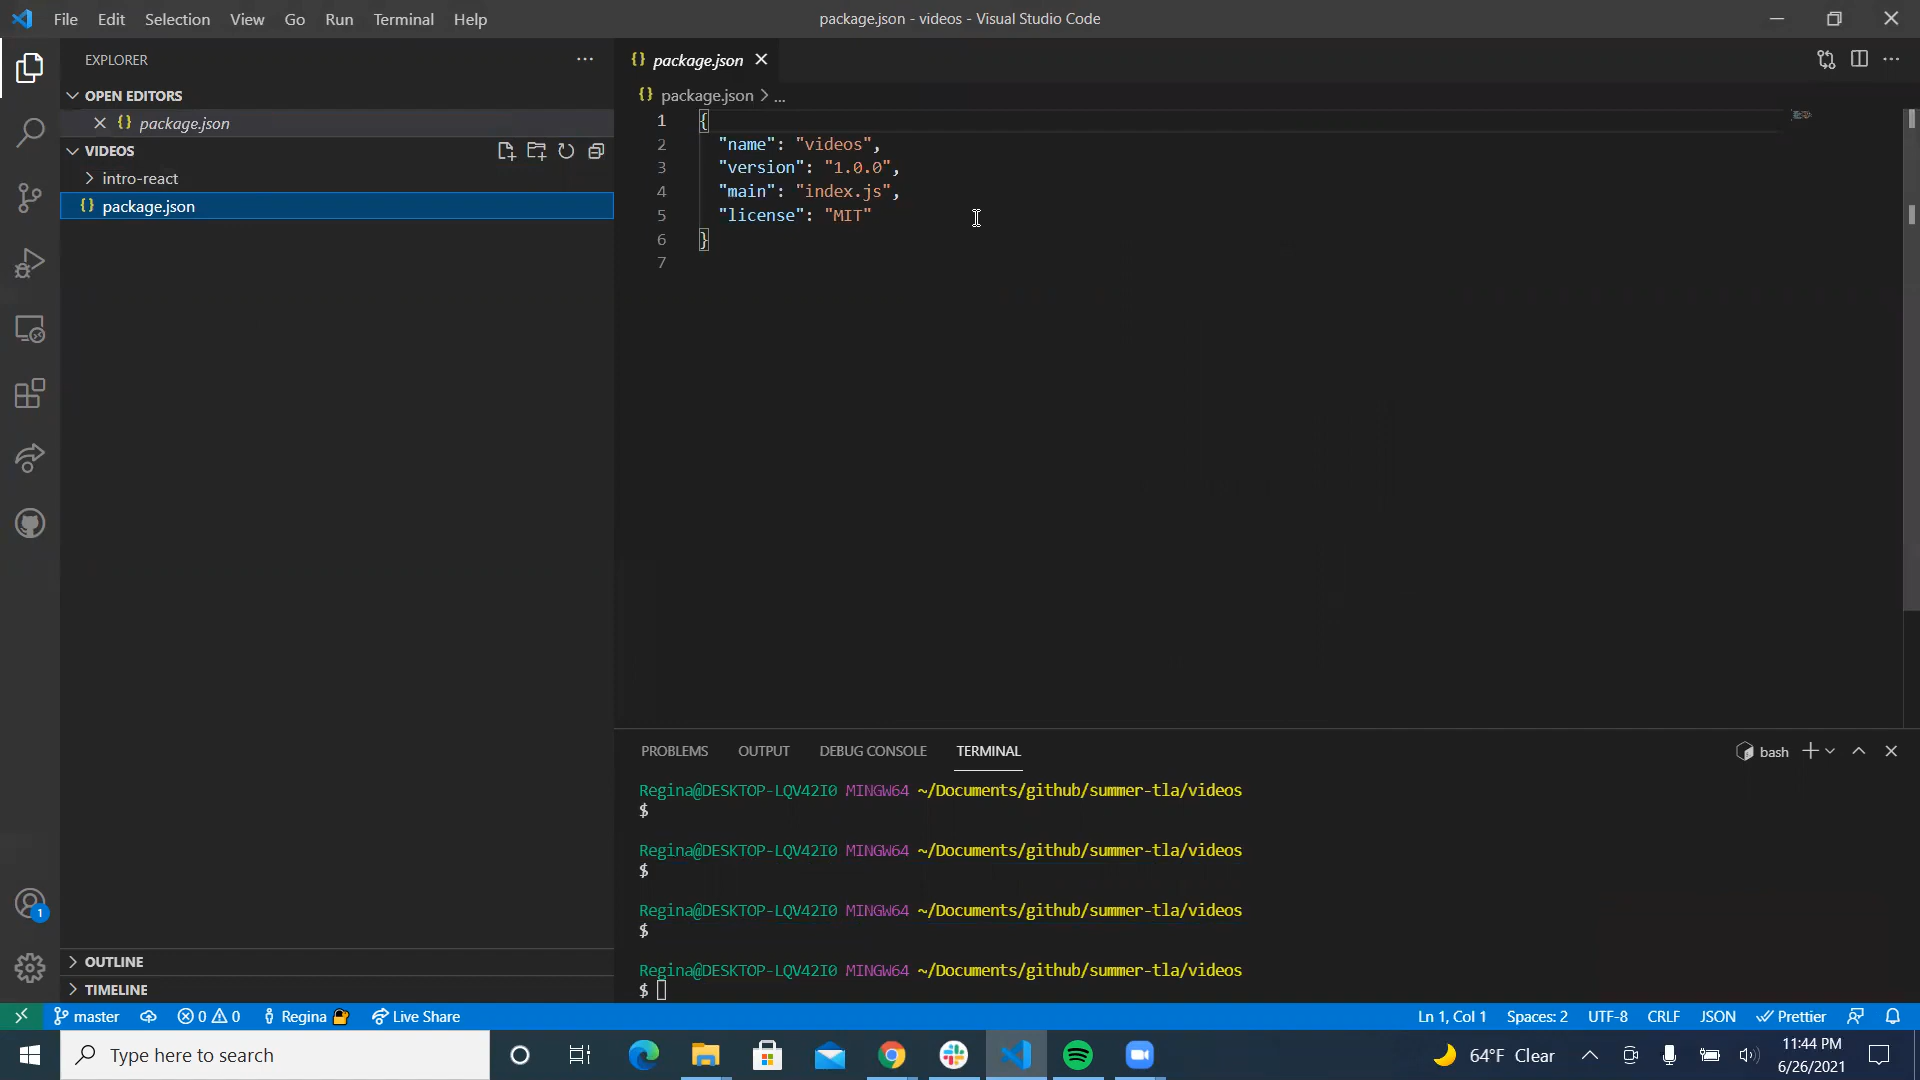 File Edit Selection View Go Run Terminal Help
package.json - videos - Visual Studio Code
EXPLORER
OPEN EDITORS
{} package.json
VIDEOS
intro-react
{} package.json
OUTLINE
TIMELINE
{} package.json
{} package.json > ...
1 {
2 "name": "videos",
3 "version": "1.0.0",
4 "main": "index.js",
5 "license": "MIT"
6 }
7
PROBLEMS OUTPUT DEBUG CONSOLE TERMINAL
bash
Regina@DESKTOP-LQV42I0 MINGW64 ~/Documents/github/summer-tla/videos
$
Regina@DESKTOP-LQV42I0 MINGW64 ~/Documents/github/summer-tla/videos
$
Regina@DESKTOP-LQV42I0 MINGW64 ~/Documents/github/summer-tla/videos
$
Regina@DESKTOP-LQV42I0 MINGW64 ~/Documents/github/summer-tla/videos
$
1
master 0 0 Regina Live Share Ln 1, Col 1 Spaces: 2 UTF-8 CRLF JSON Prettier
Type here to search
64°F Clear
11:44 PM
6/26/2021